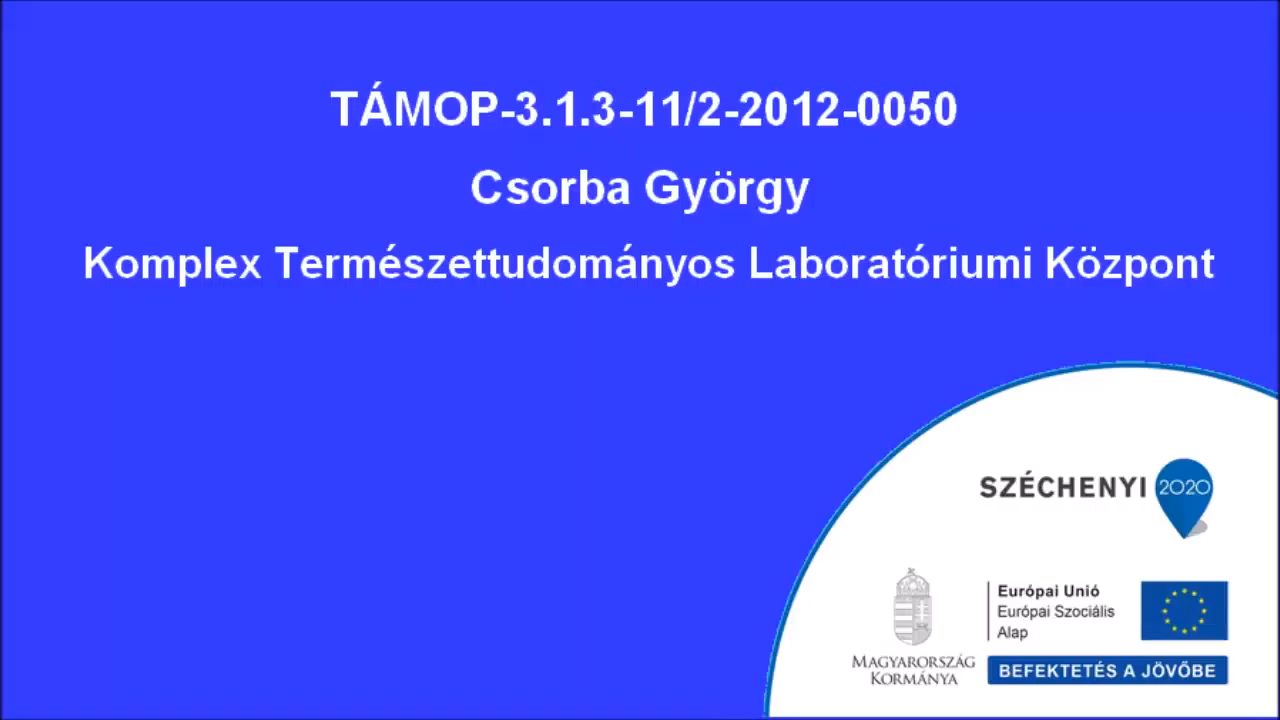 TÁMOP-3.1.3-11/2-2012-0050
Csorba György
Komplex Természettudományos Laboratóriumi Központ
SZÉCHENYI 2020
Európai Unió
Európai Szociális
Alap
MAGYARORSZÁG
KORMÁNYA
BEFEKTETÉS A JÖVŐBE